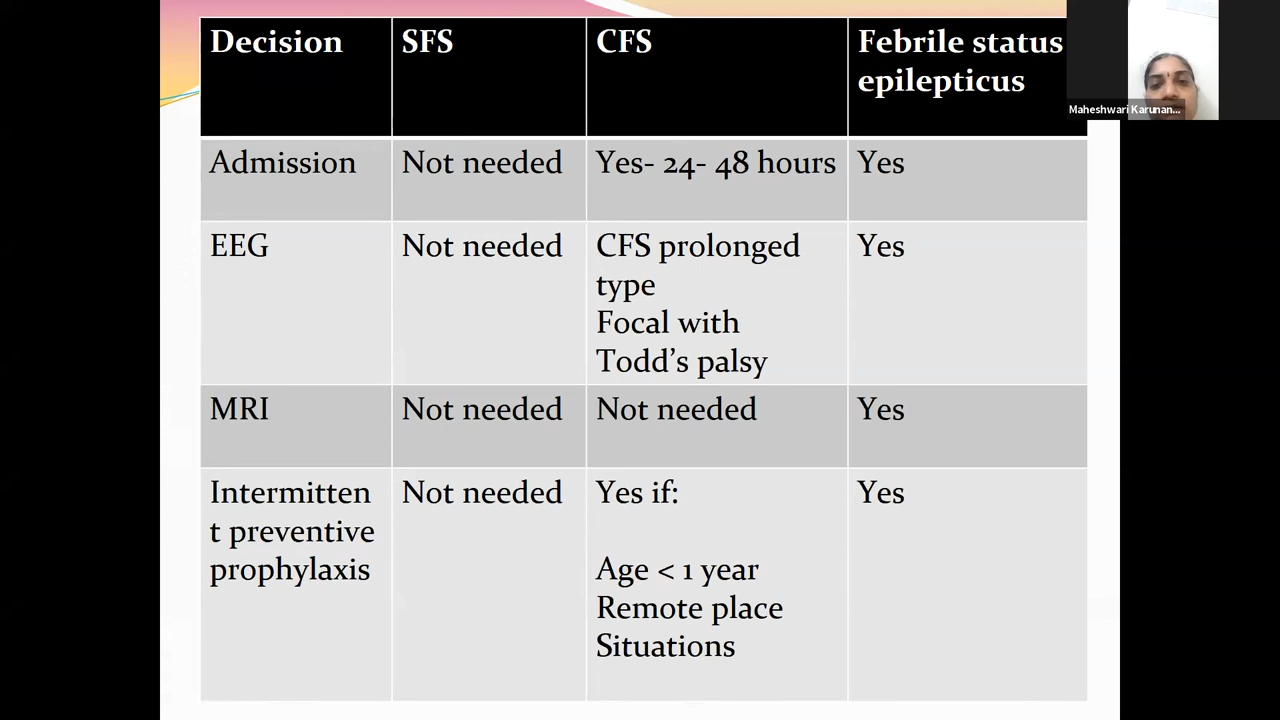 Decision
SFS
CFS
Febrile status
epilepticus
Maheshwari Karunan...
Admission
Not needed
Yes- 24- 48 hours
Yes
EEG
Not needed
CFS prolonged
type
Focal with
Todd’s palsy
Yes
MRI
Not needed
Not needed
Yes
Intermitten
t preventive
prophylaxis
Not needed
Yes if:
Age < 1 year
Remote place
Situations
Yes